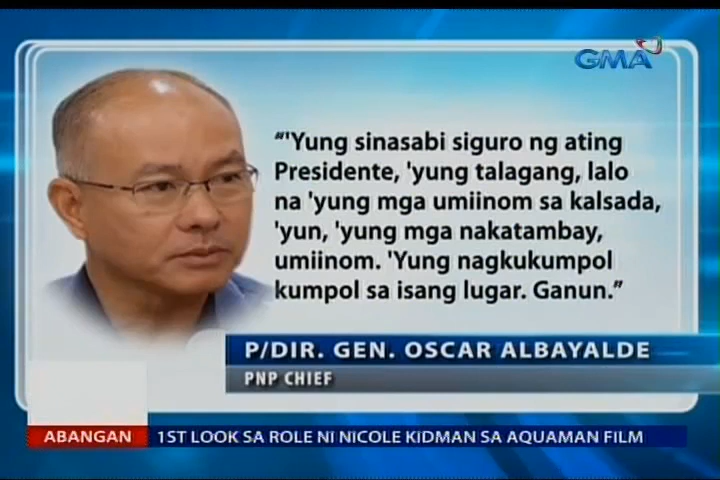 GMA
"'Yung sinasabi siguro ng ating
Presidente, 'yung talagang, lalo
na 'yung mga umiinom sa kalsada,
'yun, 'yung mga nakatambay,
umiinom. 'Yung nagkukumpol
kumpol sa isang lugar. Ganun."
P/DIR. GEN. OSCAR ALBAYALDE
PNP CHIEF
ABANGAN 1ST LOOK SA ROLE NI NICOLE KIDMAN SA AQUAMAN FILM